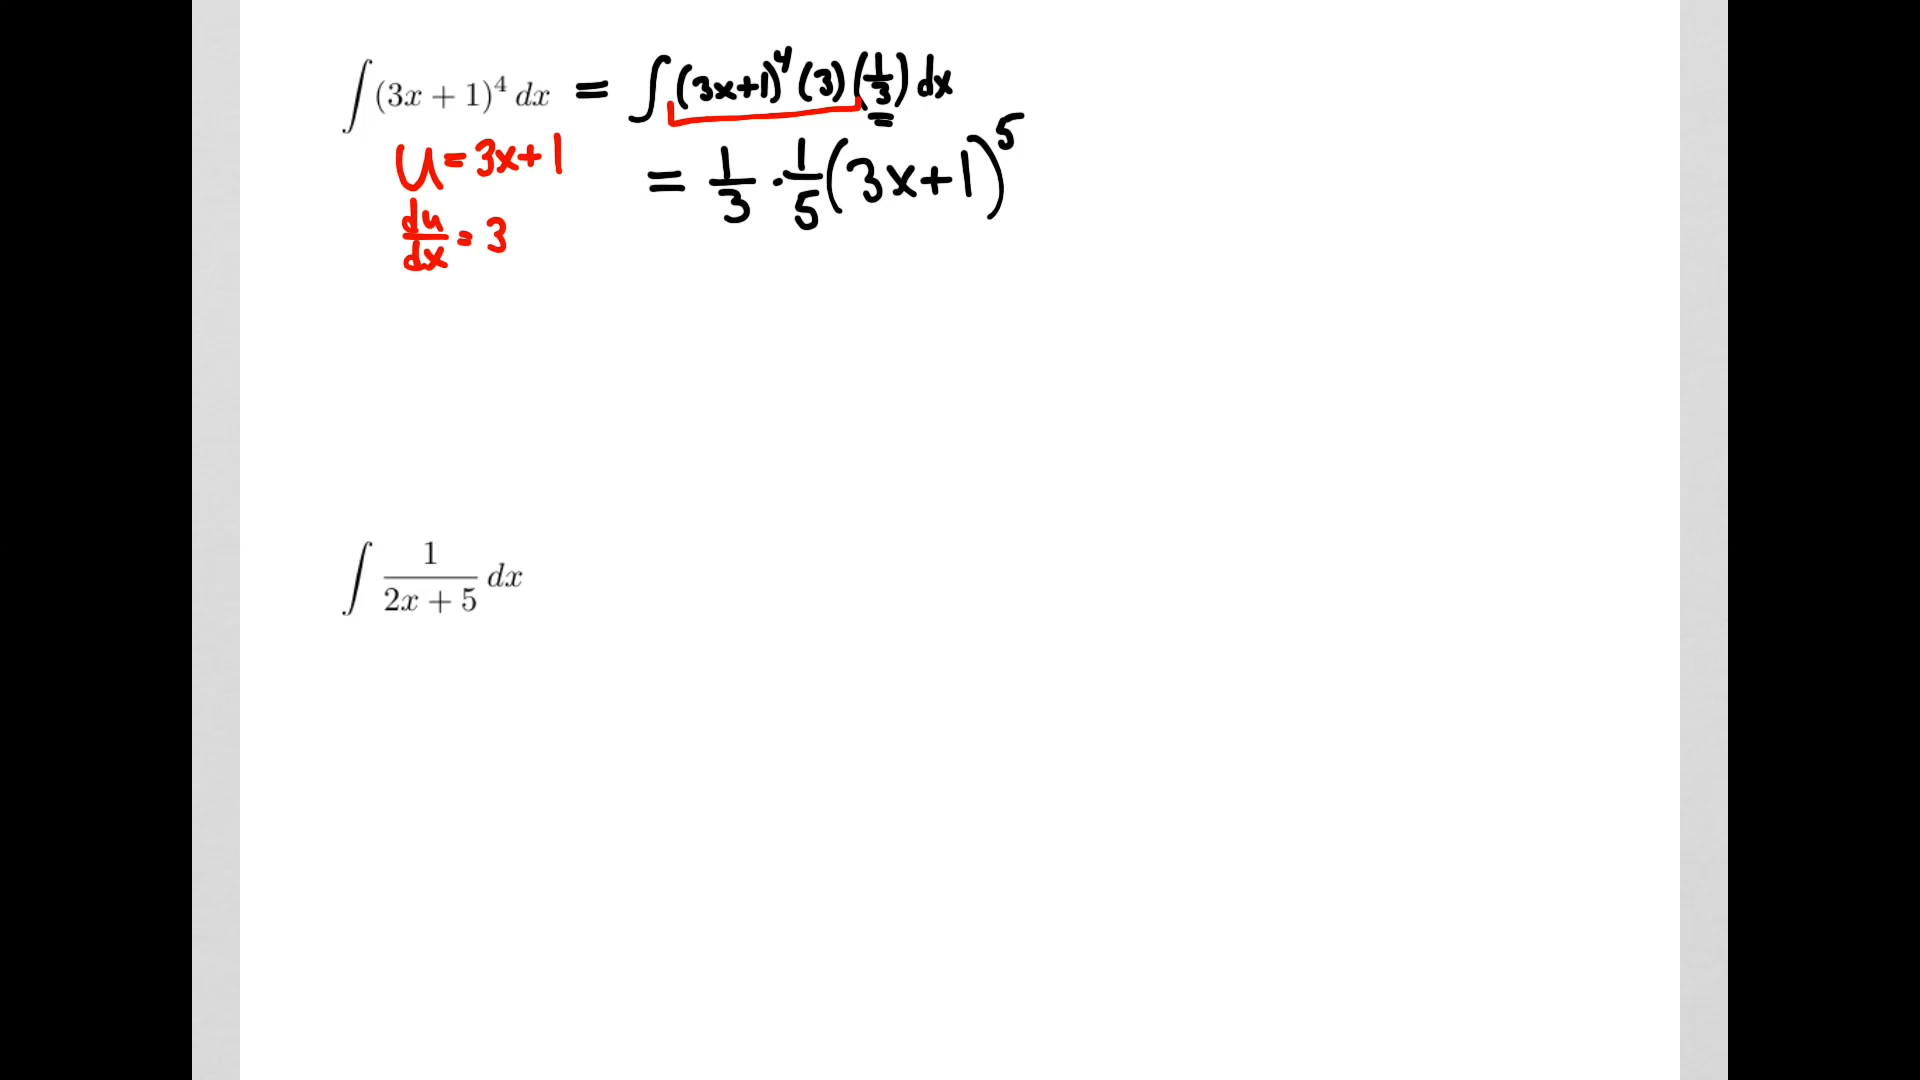 ∫(3x + 1)⁴ dx = ∫(3x+1)⁴(3)(1/3)dx
u = 3x+1
= 1/3 · 1/5(3x+1)⁵
du/dx = 3
∫ 1/(2x + 5) dx